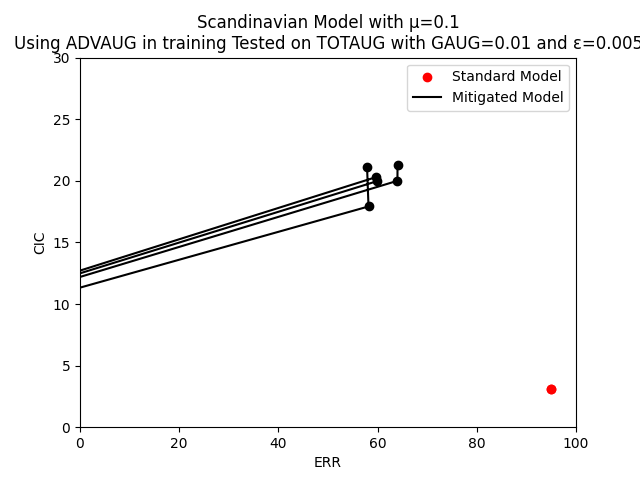 Scandinavian Model with μ=0.1
Using ADVAUG in training Tested on TOTAUG with GAUG=0.01 and ε=0.005
Standard Model
Mitigated Model
30
25
20
15
10
5
0
CIC
0 20 40 60 80 100
ERR